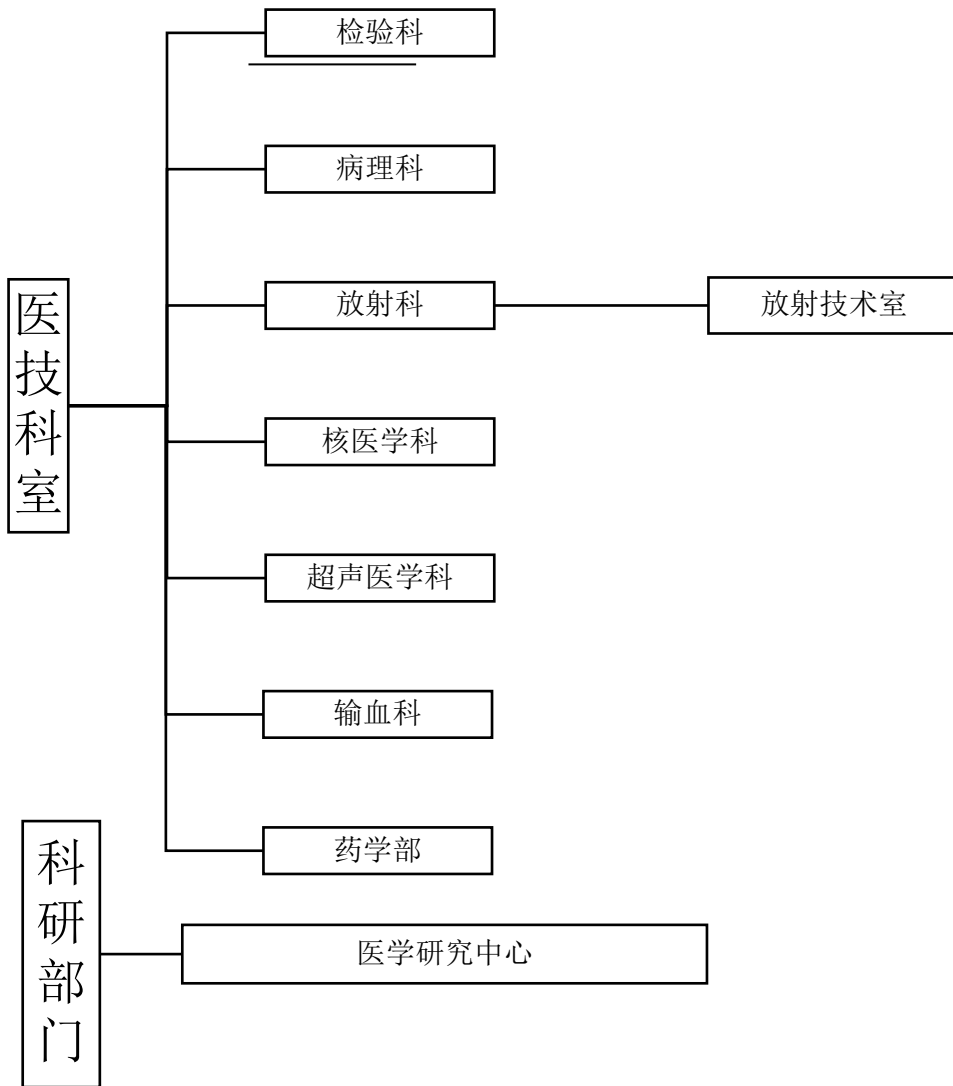 检验科
病理科
放射科
放射技术室
医技科室
核医学科
超声医学科
输血科
药学部
科研部门
医学研究中心